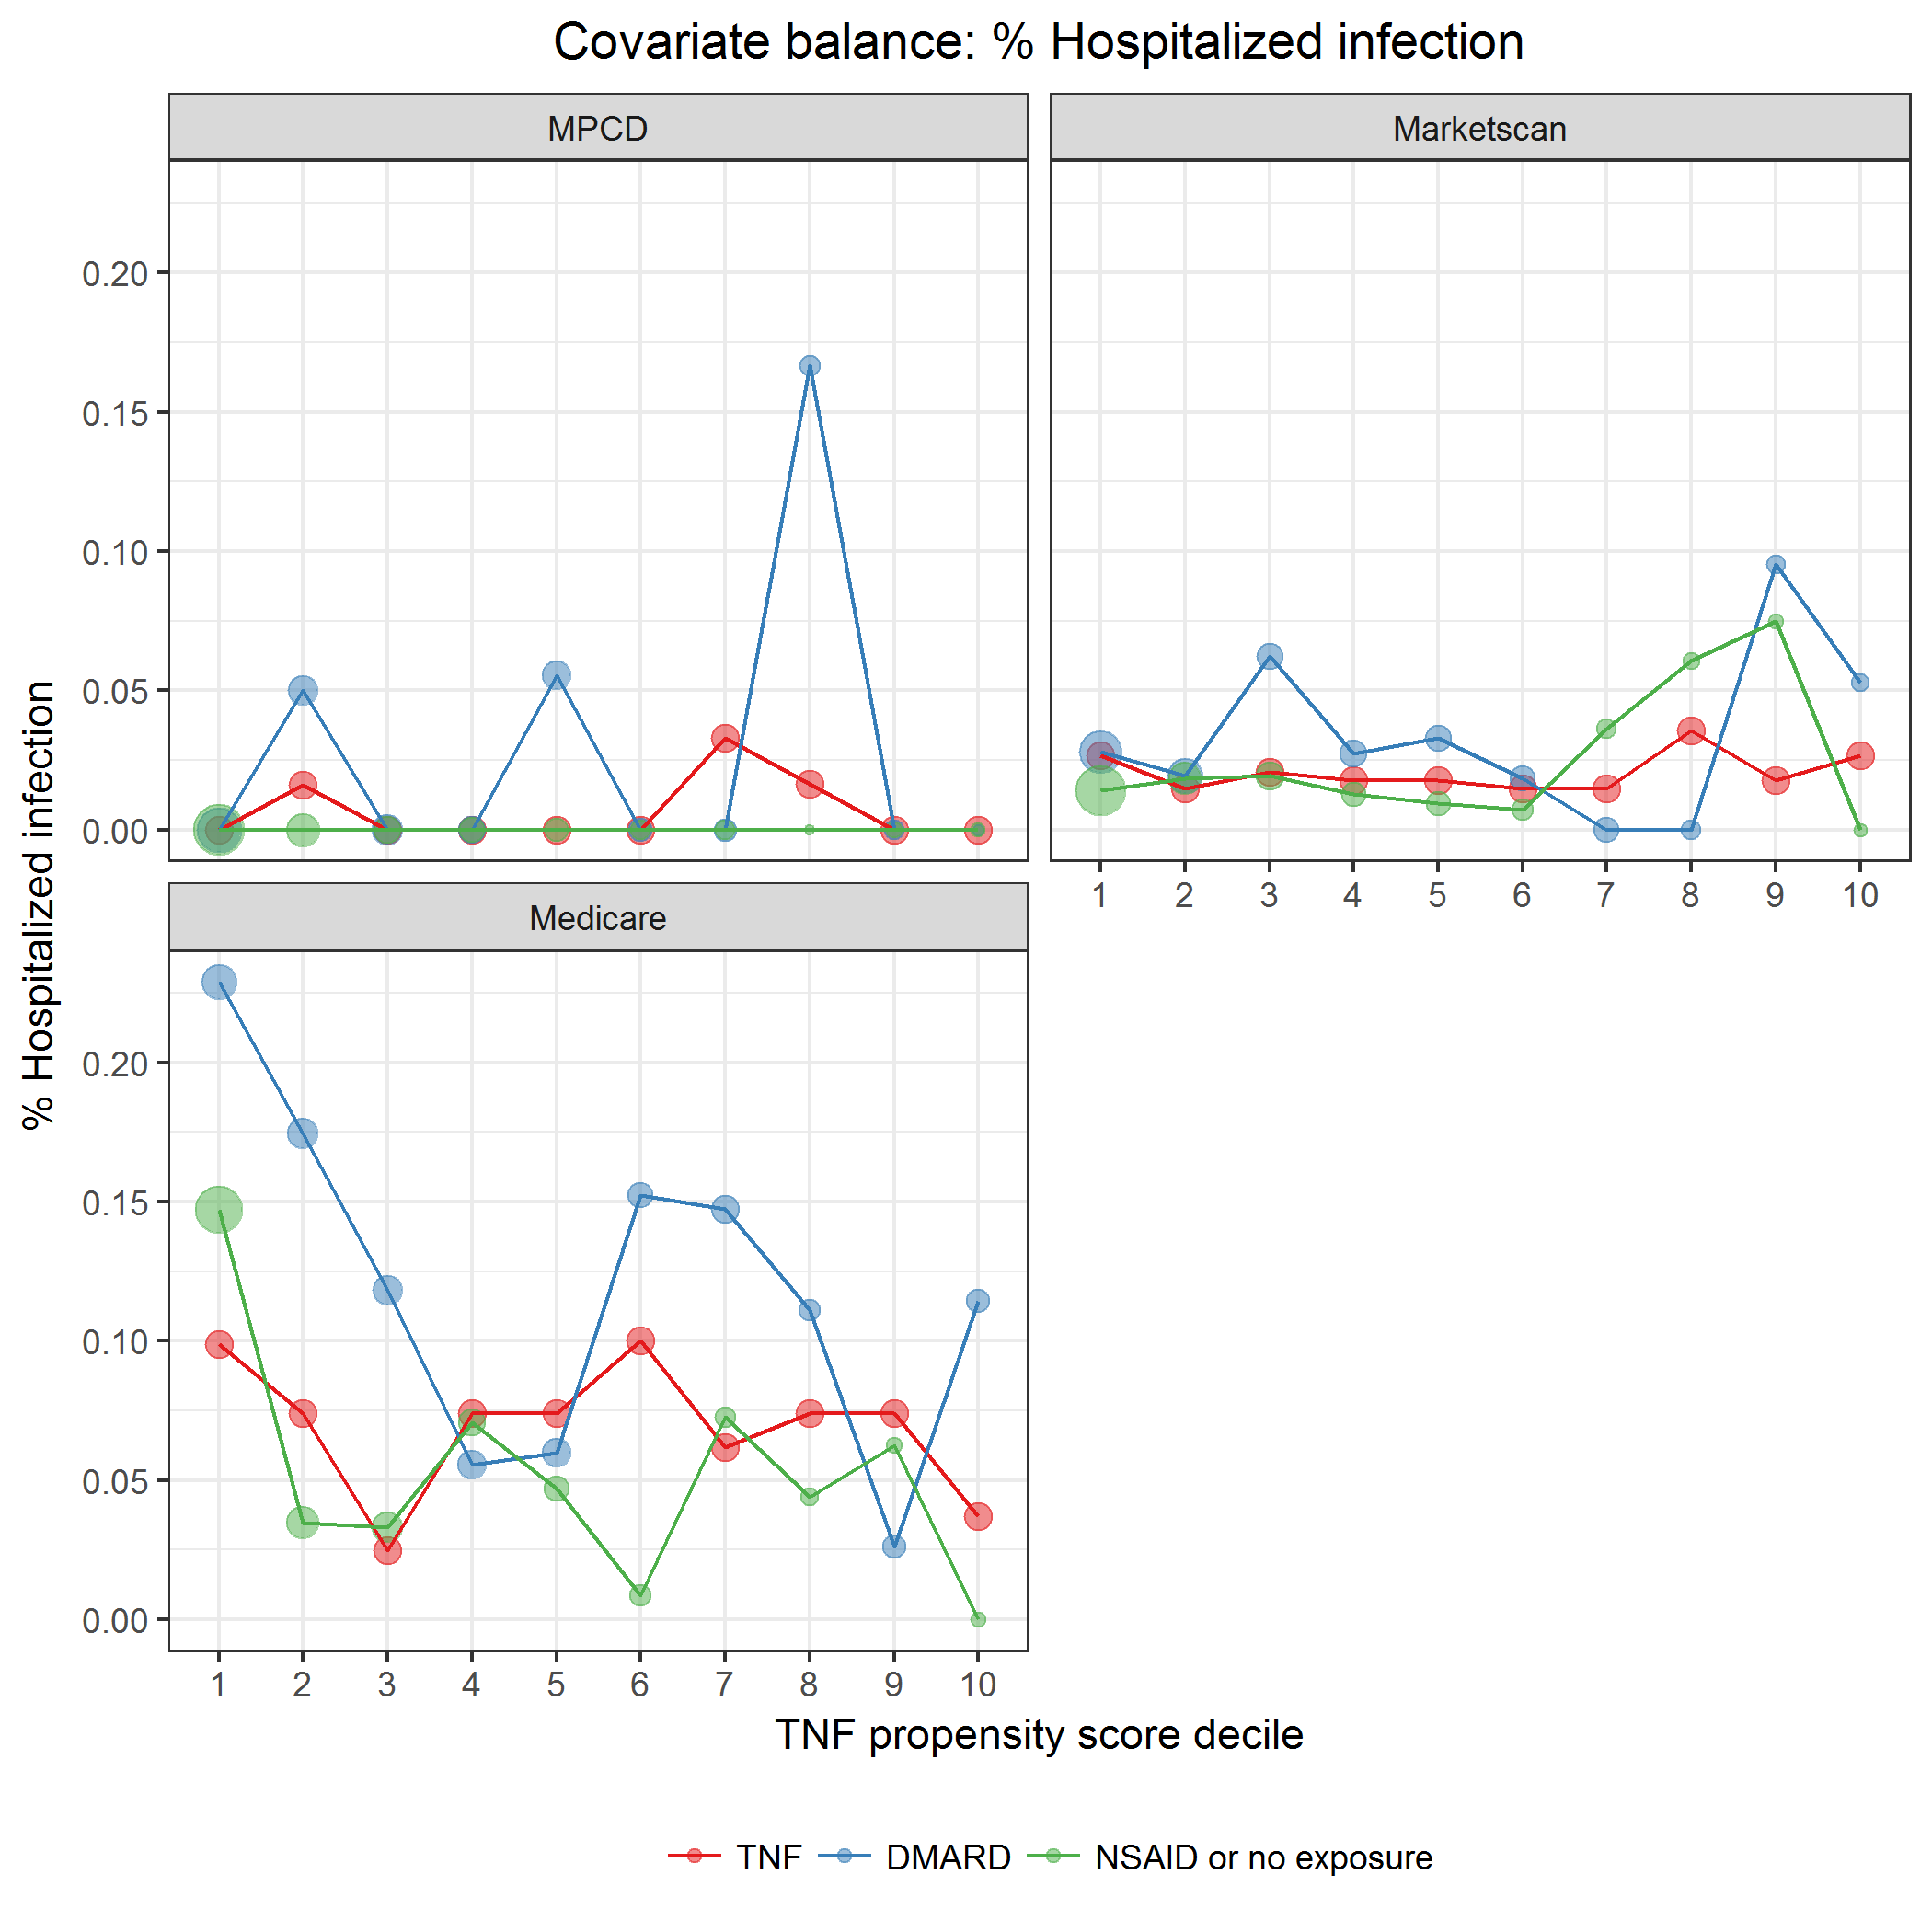 Covariate balance: % Hospitalized infection
MPCD
Marketscan
0.20
0.15
0.10
0.05
0.00
1 2 3 4 5 6 7 8 9 10
Medicare
0.20
0.15
0.10
0.05
0.00
1 2 3 4 5 6 7 8 9 10
% Hospitalized infection
TNF propensity score decile
TNF DMARD NSAID or no exposure